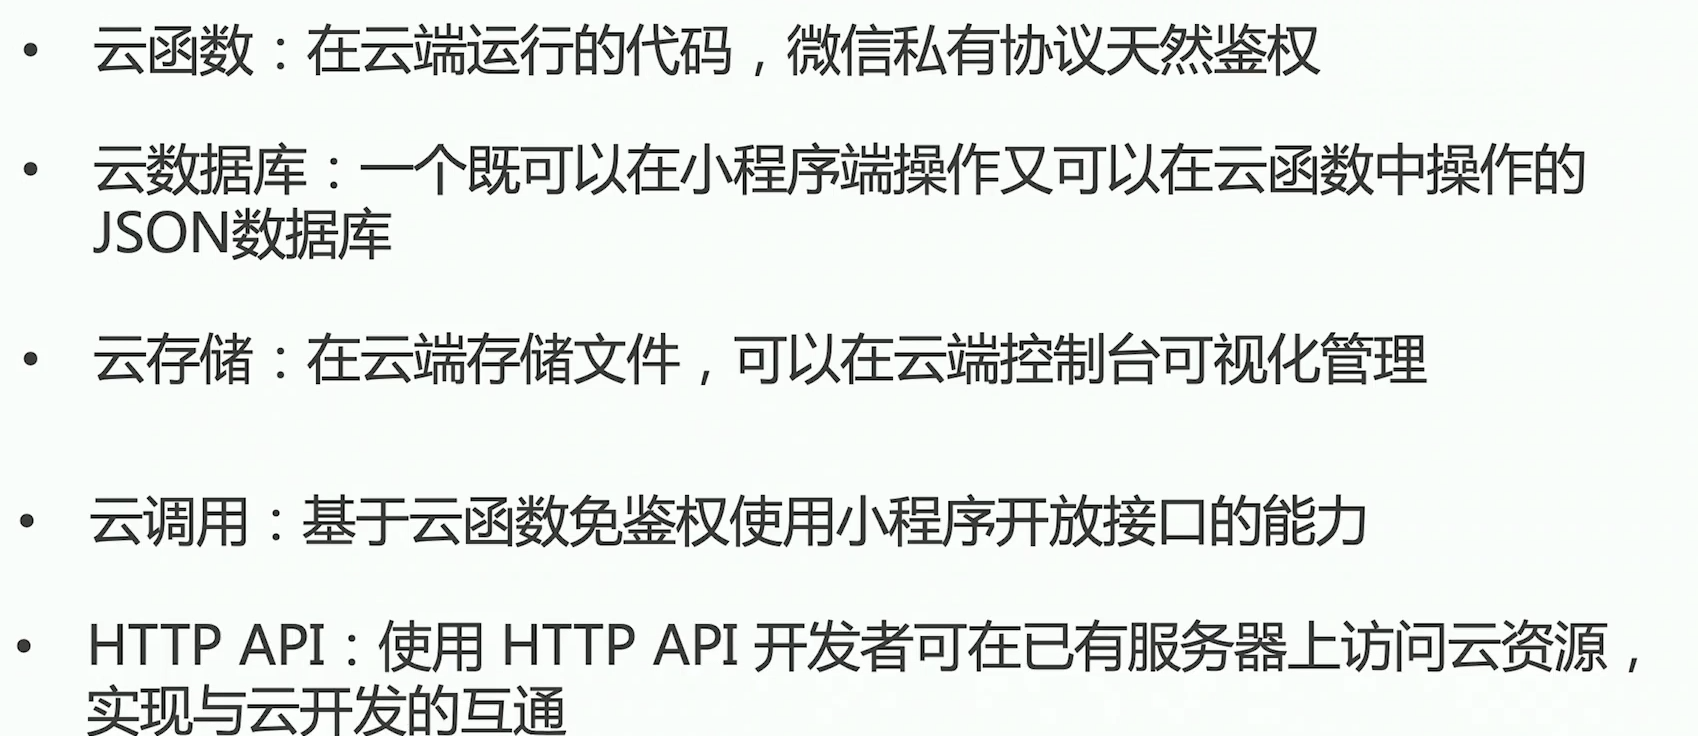 • 云函数：在云端运行的代码，微信私有协议天然鉴权
• 云数据库：一个既可以在小程序端操作又可以在云函数中操作的
JSON数据库
• 云存储：在云端存储文件，可以在云端控制台可视化管理
• 云调用：基于云函数免鉴权使用小程序开放接口的能力
• HTTP API：使用 HTTP API 开发者可在已有服务器上访问云资源，
实现与云开发的互通